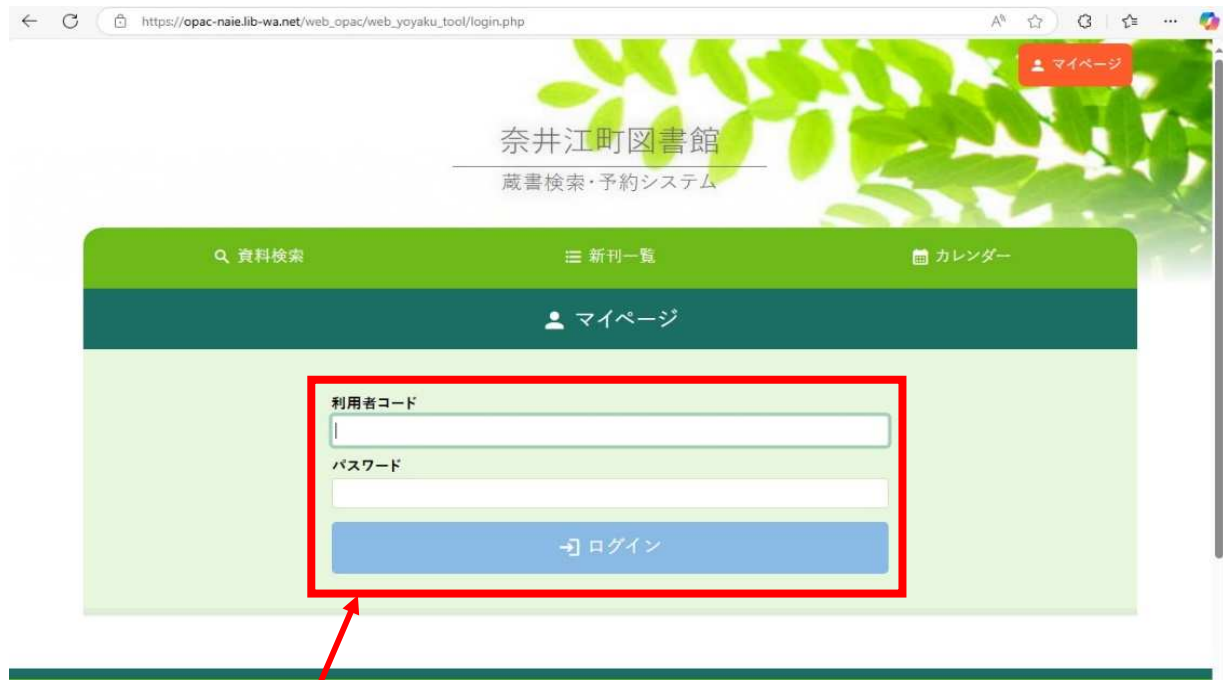 https://opac-naie.lib-wa.net/web_opac/web_yoyaku_tool/login.php
マイページ
奈井江町図書館
蔵書検索・予約システム
資料検索 新刊一覧 カレンダー
マイページ
利用者コード
パスワード
ログイン